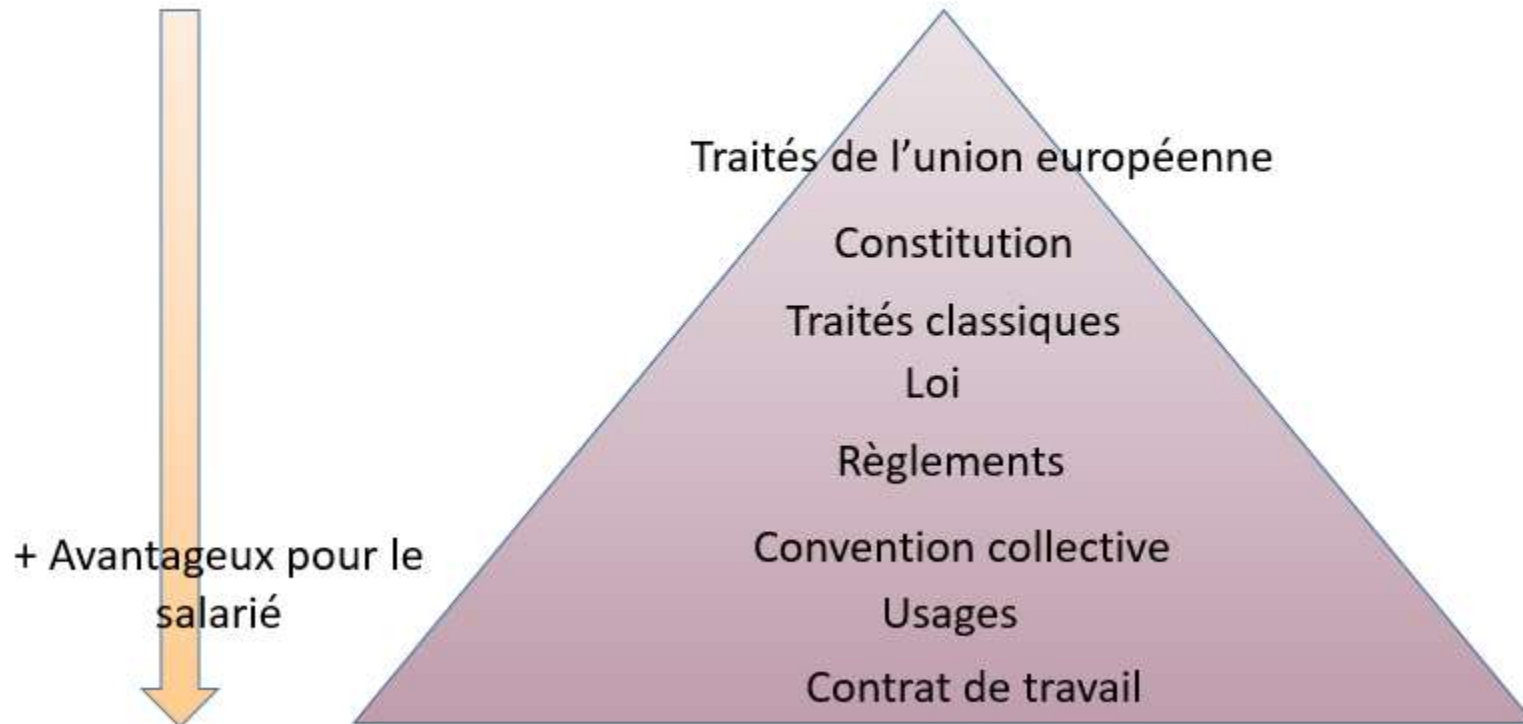 Traités de l’union européenne
Constitution
Traités classiques
Loi
Règlements
+ Avantageux pour le
salarié
Convention collective
Usages
Contrat de travail